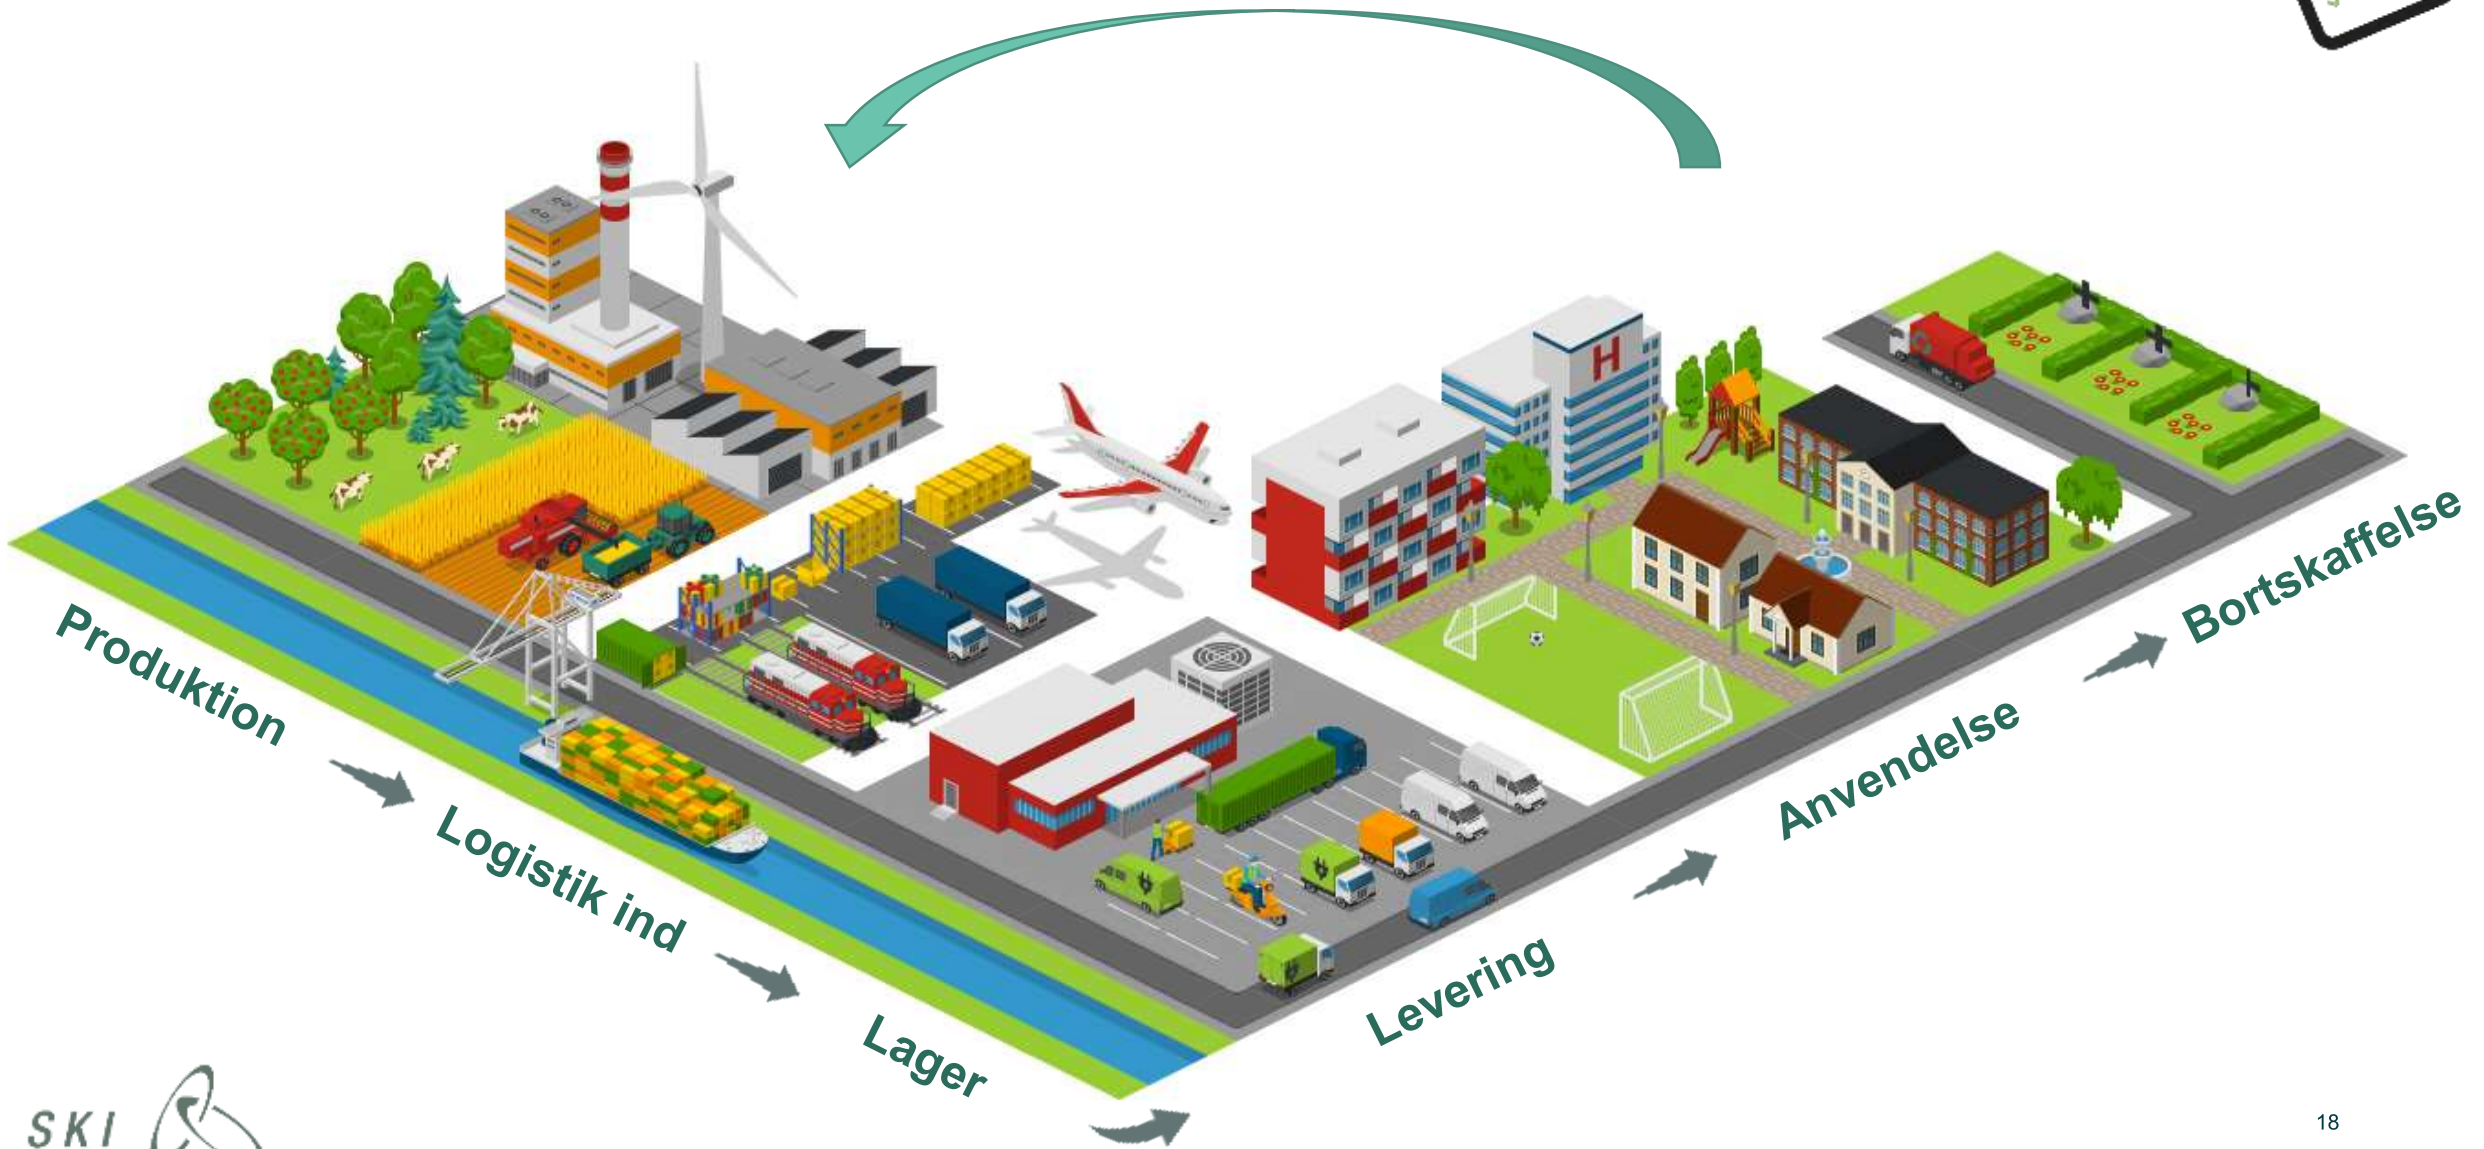 H
Produktion
Logistik ind
Lager
Levering
Anvendelse
Bortskaffelse
SKI
18